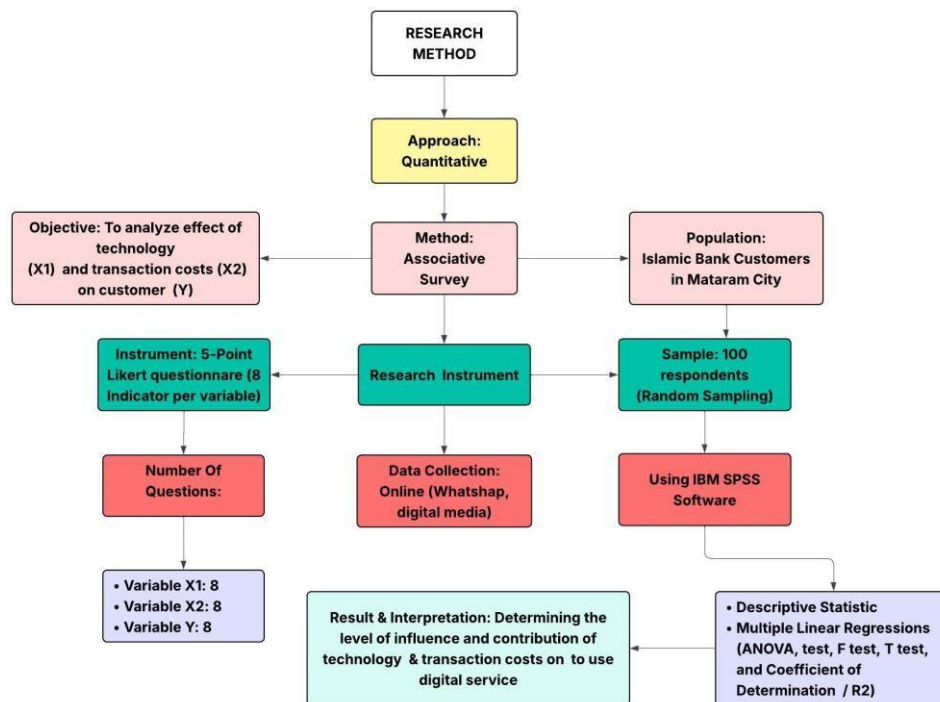 RESEARCH
METHOD
Approach:
Quantitative
Objective: To analyze effect of
technology
(X1) and transaction costs (X2)
on customer (Y)
Method:
Associative
Survey
Population:
Islamic Bank Customers
in Mataram City
Instrument: 5-Point
Likert questionnare (8
Indicator per variable)
Research Instrument
Sample: 100
respondents
(Random Sampling)
Number Of
Questions:
Data Collection:
Online (Whatshap,
digital media)
Using IBM SPSS
Software
• Variable X1: 8
• Variable X2: 8
• Variable Y: 8
Result & Interpretation: Determining the
level of influence and contribution of
technology & transaction costs on to use
digital service
• Descriptive Statistic
• Multiple Linear Regressions
(ANOVA, test, F test, T test,
and Coefficient of
Determination / R2)